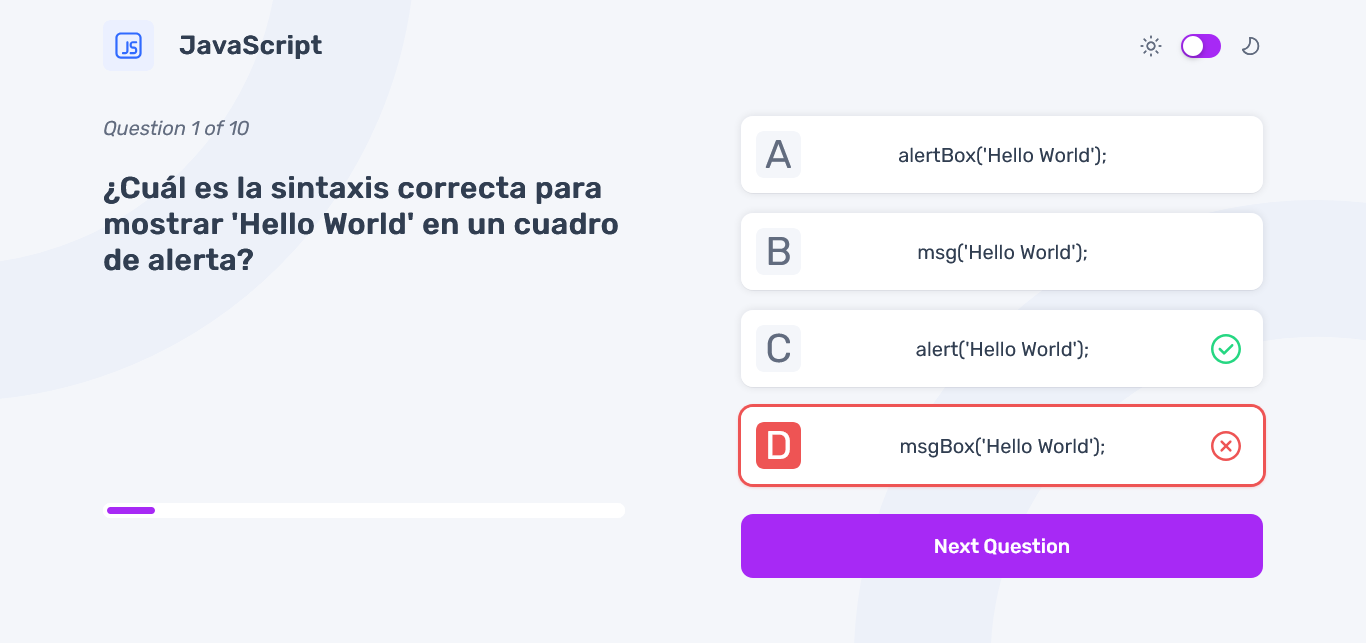 JS
JavaScript
Question 1 of 10
¿Cuál es la sintaxis correcta para
mostrar 'Hello World' en un cuadro
de alerta?
A
alertBox('Hello World');
B
msg('Hello World');
C
alert('Hello World');
D
msgBox('Hello World');
Next Question